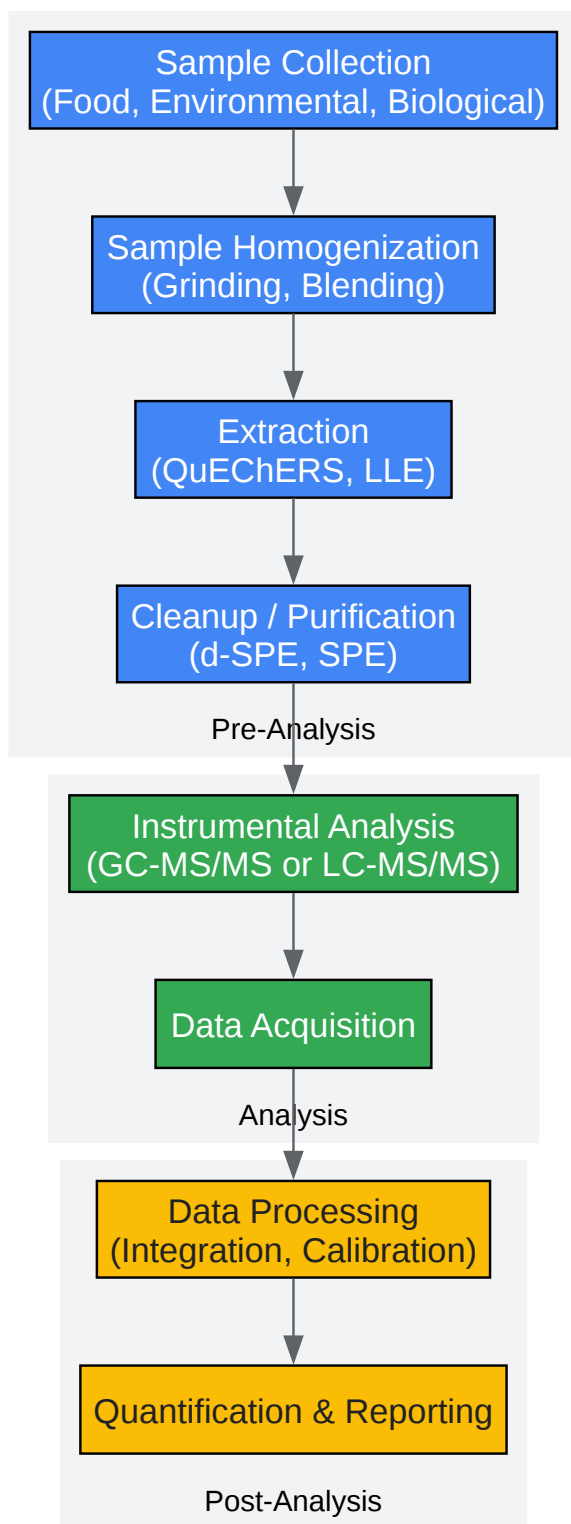 Sample Collection
(Food, Environmental, Biological)
Sample Homogenization
(Grinding, Blending)
Extraction
(QuEChERS, LLE)
Cleanup / Purification
(d-SPE, SPE)
Pre-Analysis
Instrumental Analysis
(GC-MS/MS or LC-MS/MS)
Data Acquisition
Analysis
Data Processing
(Integration, Calibration)
Quantification & Reporting
Post-Analysis